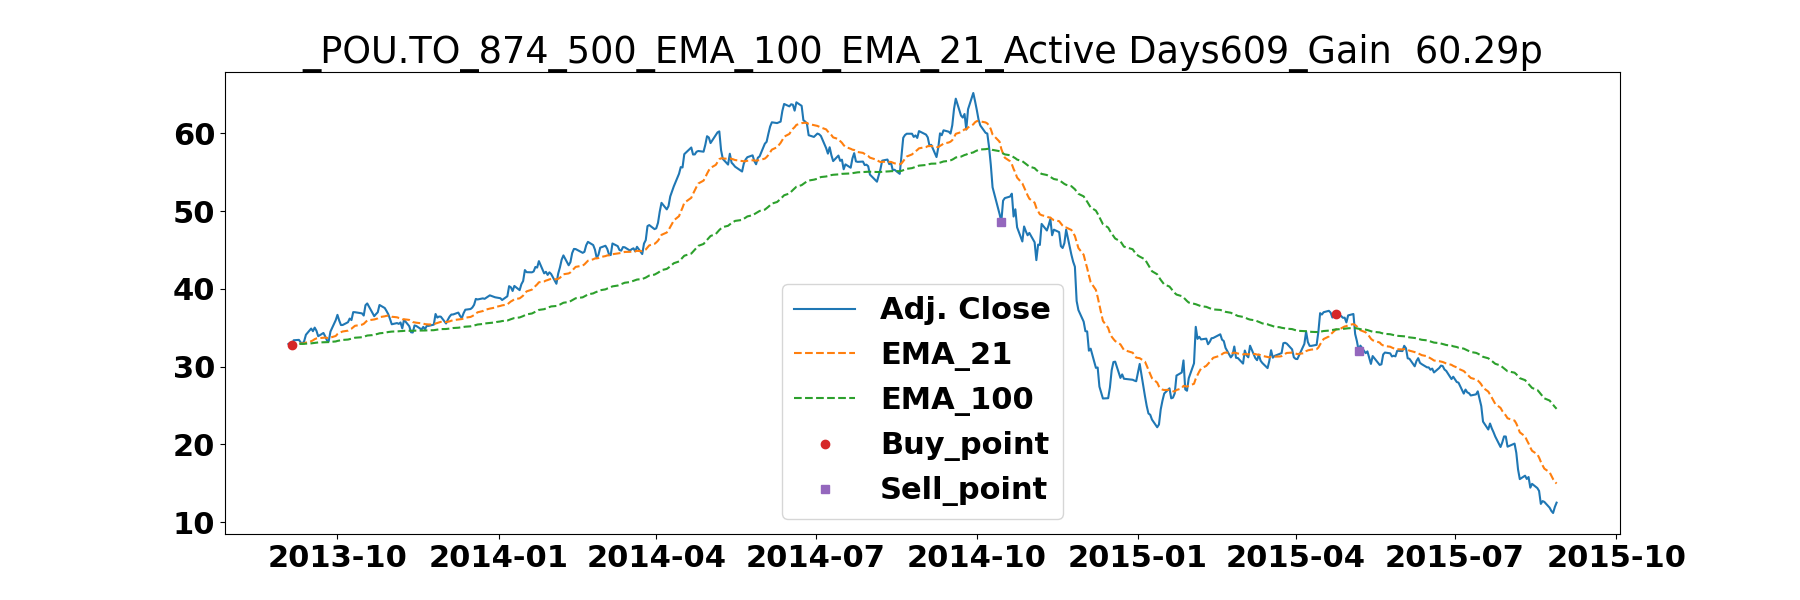 _POU.TO_874_500_EMA_100_EMA_21_Active Days609_Gain  60.29p
60
50
40
30
20
10
Adj. Close
EMA_21
EMA_100
Buy_point
Sell_point
2013-10 2014-01 2014-04 2014-07 2014-10 2015-01 2015-04 2015-07 2015-10